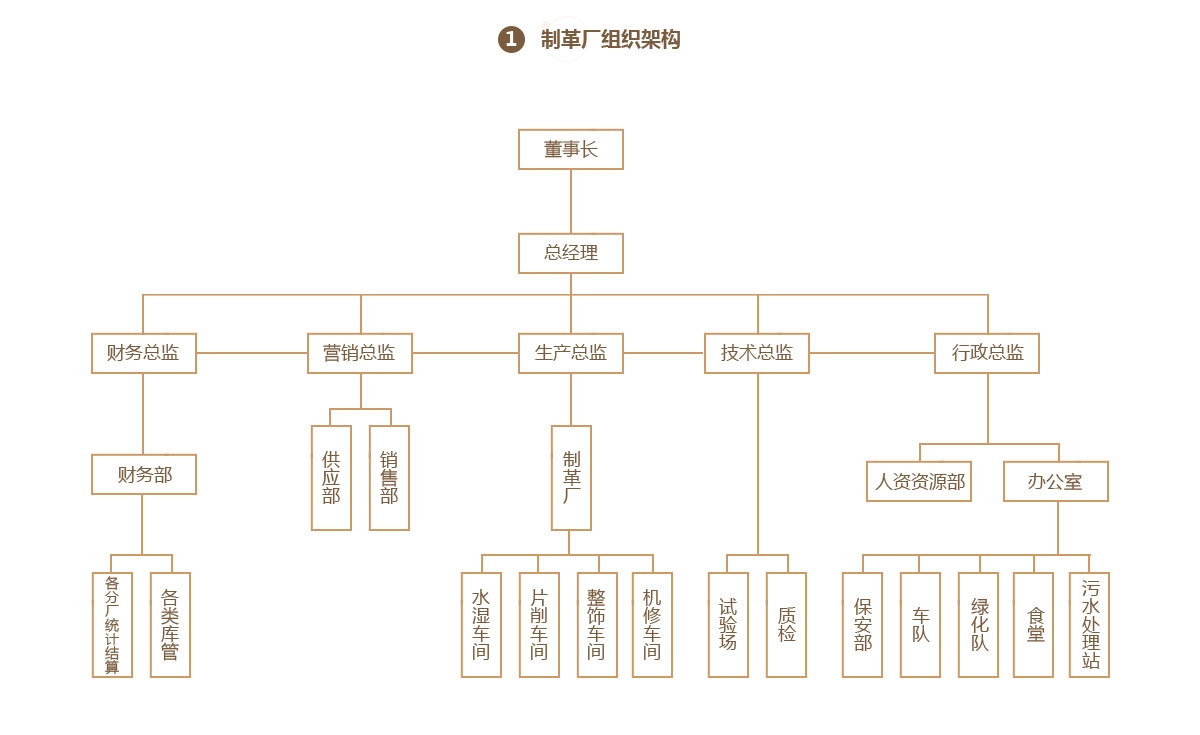 1 制革厂组织架构
董事长
总经理
财务总监
营销总监
生产总监
技术总监
行政总监
财务部
供应部
销售部
制革厂
人资资源部
办公室
各分厂统计结算
各类库管
水湿车间
片削车间
整饰车间
机修车间
试验场
质检
保安部
车队
绿化队
食堂
污水处理站